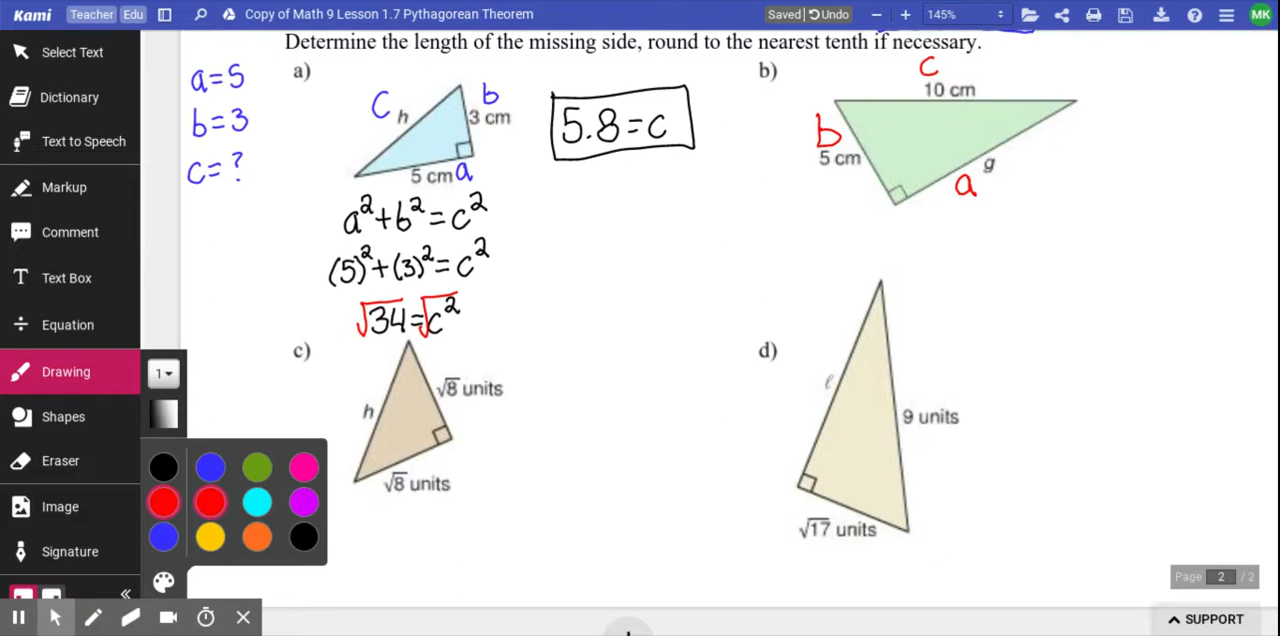 Kami Teacher Edu Copy of Math 9 Lesson 1.7 Pythagorean Theorem Saved Undo 145% MK
Select Text
Dictionary
Text to Speech
Markup
Comment
Text Box
Equation
Drawing
Shapes
Eraser
Image
Signature
1
Determine the length of the missing side, round to the nearest tenth if necessary.
a)
a=5
b=3
c=?
c h
b
3 cm
5 cm a
5.8=c
a²+b²=c²
(5)²+(3)²=c²
√34=√c²
b)
c
10 cm
b
5 cm
g
a
c)
h
√8 units
√8 units
d)
ℓ
9 units
√17 units
Page 2 / 2
SUPPORT